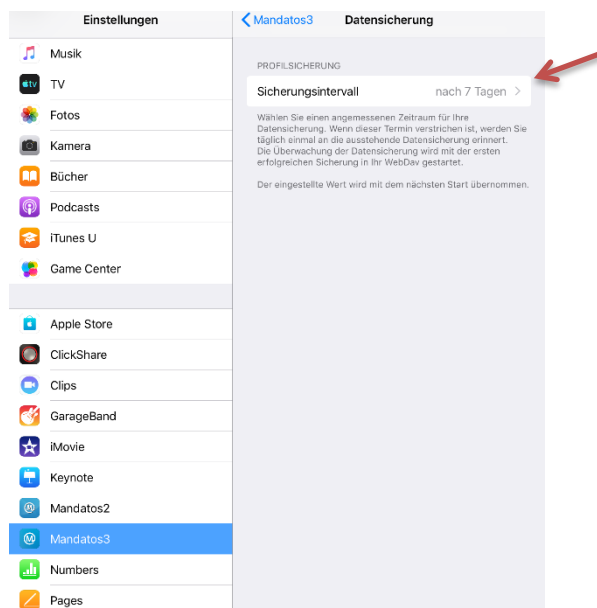 Einstellungen
Musik
TV
Fotos
Kamera
Bücher
Podcasts
iTunes U
Game Center
Apple Store
ClickShare
Clips
GarageBand
iMovie
Keynote
Mandatos2
Mandatos3
Numbers
Pages
Mandatos3 Datensicherung
PROFILSICHERUNG
Sicherungsintervall nach 7 Tagen
Wählen Sie einen angemessenen Zeitraum für Ihre
Datensicherung. Wenn dieser Termin verstrichen ist, werden Sie
täglich einmal an die ausstehende Datensicherung erinnert.
Die Überwachung der Datensicherung wird mit der ersten
erfolgreichen Sicherung in Ihr WebDav gestartet.
Der eingestellte Wert wird mit dem nächsten Start übernommen.